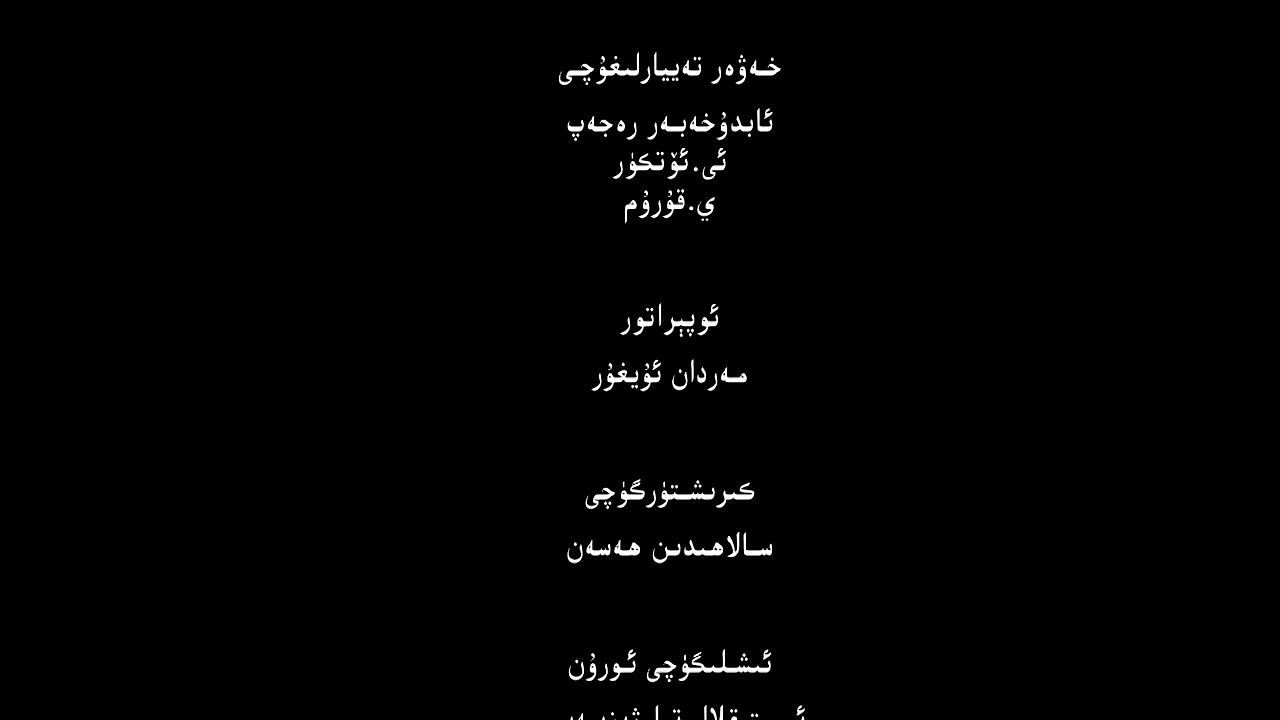 خەۋەر تەييارلىغۇچى
ئابدۇخەبەر رەجەپ
ئى.ئۆتكۈر
ي.قۇرۇم
ئوپېراتور
مەردان ئۇيغۇر
كىرىشتۈرگۈچى
سالاھىدىن ھەسەن
ئىشلىگۈچى ئورۇن